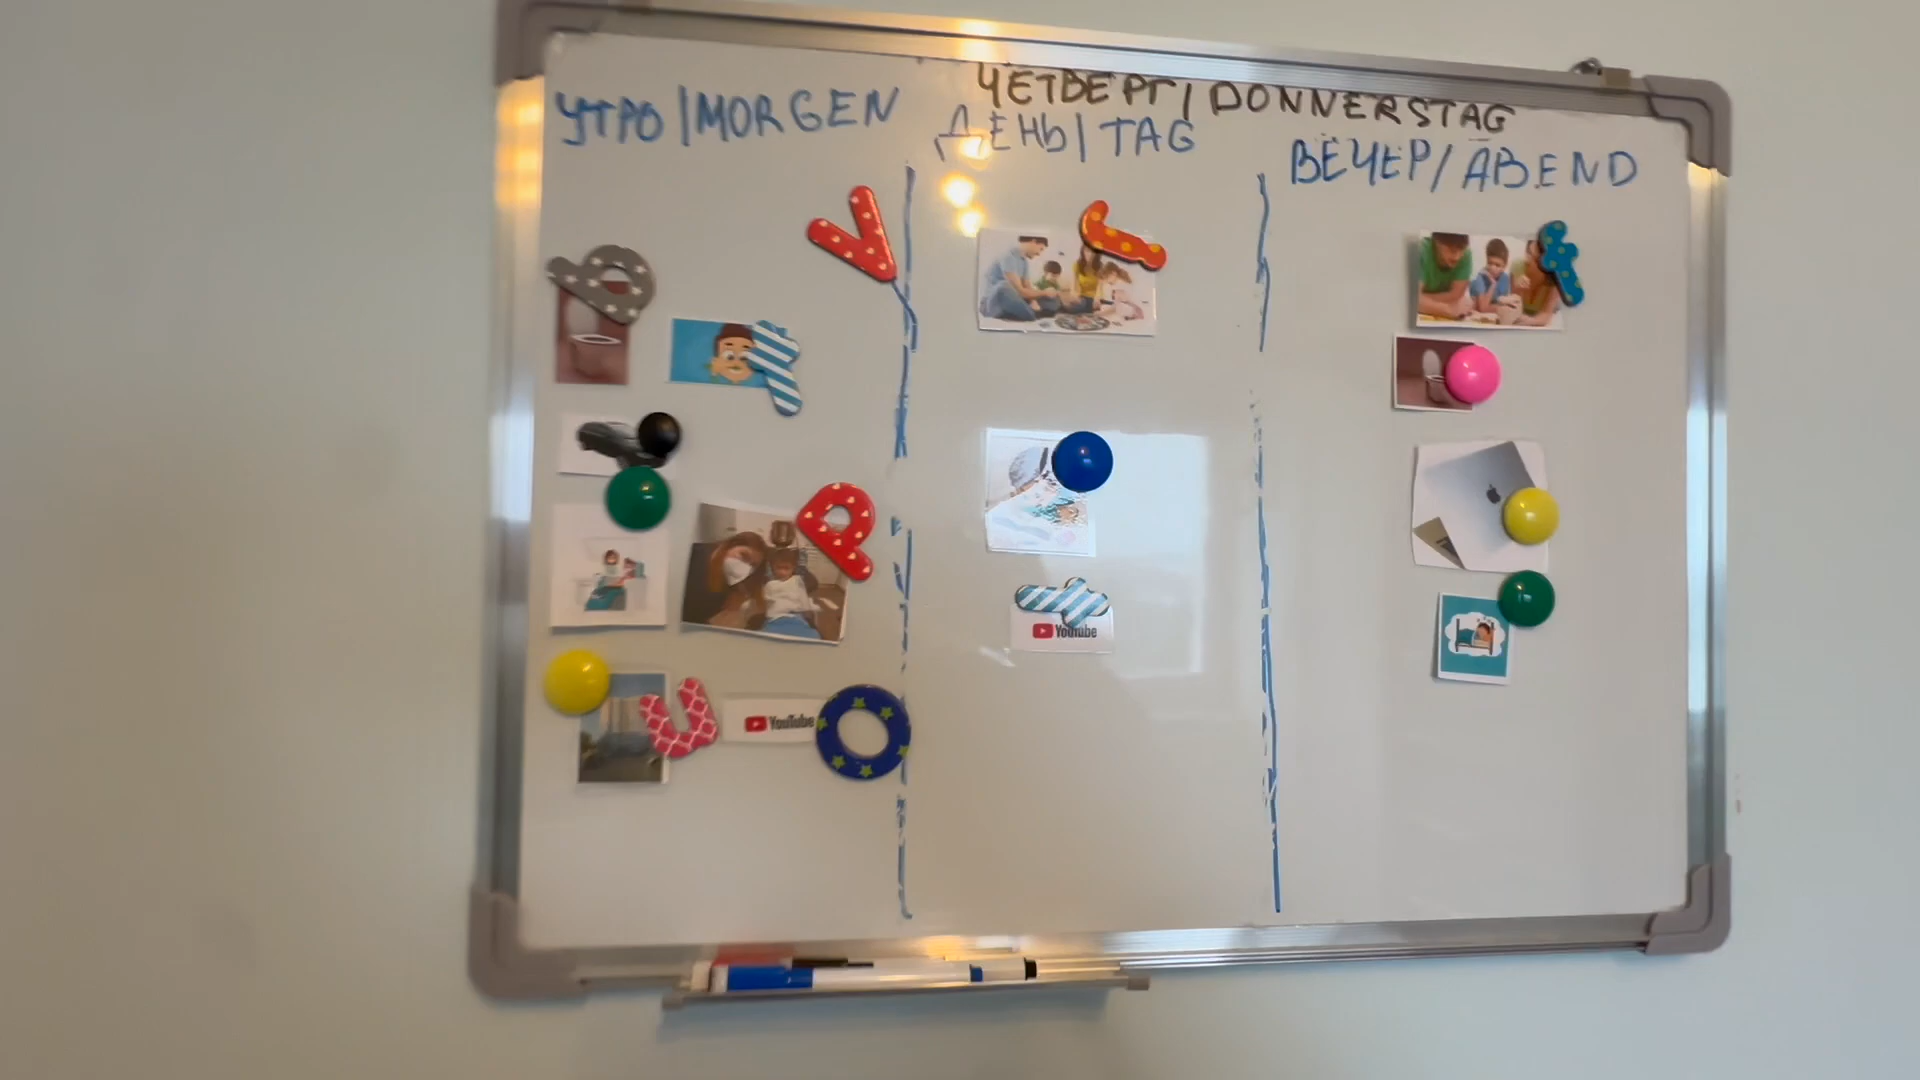 ЧЕТВЕРГ/DONNERSTAG
УТРО/MORGEN
ДЕНЬ/TAG
ВЕЧЕР/ABEND
YouTube
YouTube